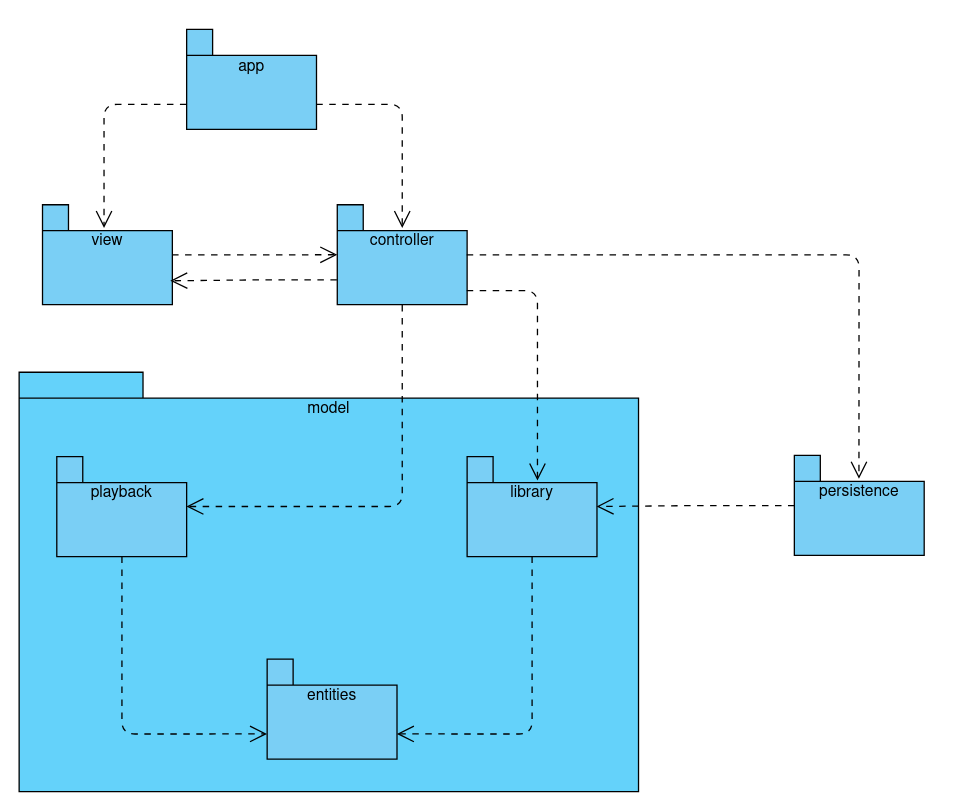 app
view
controller
model
playback
library
persistence
entities